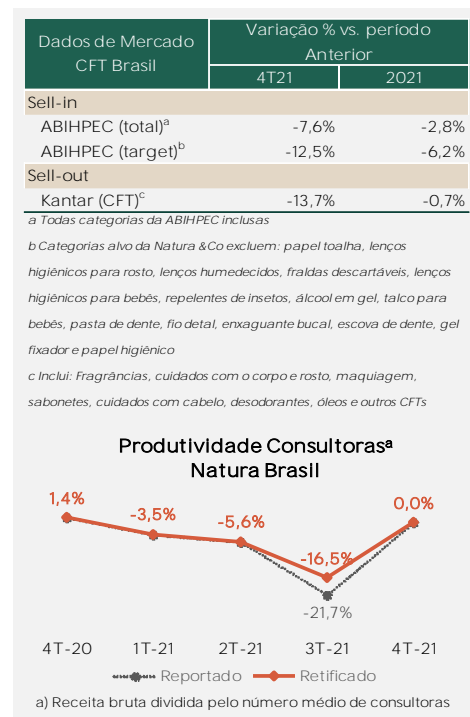 Dados de Mercado
CFT Brasil
Variação % vs. período
Anterior
4T21 2021
Sell-in
ABIHPEC (total)a -7,6% -2,8%
ABIHPEC (target)b -12,5% -6,2%
Sell-out
Kantar (CFT)c -13,7% -0,7%
a Todas categorias da ABIHPEC inclusas
b Categorias alvo da Natura &Co excluem: papel toalha, lenços
higiênicos para rosto, lenços humedecidos, fraldas descartáveis, lenços
higiênicos para bebês, repelentes de insetos, álcool em gel, talco para
bebês, pasta de dente, fio detal, enxaguante bucal, escova de dente, gel
fixador e papel higiênico
c Inclui: Fragrâncias, cuidados com o corpo e rosto, maquiagem,
sabonetes, cuidados com cabelo, desodorantes, óleos e outros CFTs
Produtividade Consultorasa
Natura Brasil
1,4%
-3,5%
-5,6%
-16,5%
0,0%
-21,7%
4T-20 1T-21 2T-21 3T-21 4T-21
Reportado Retificado
a) Receita bruta dividida pelo número médio de consultoras